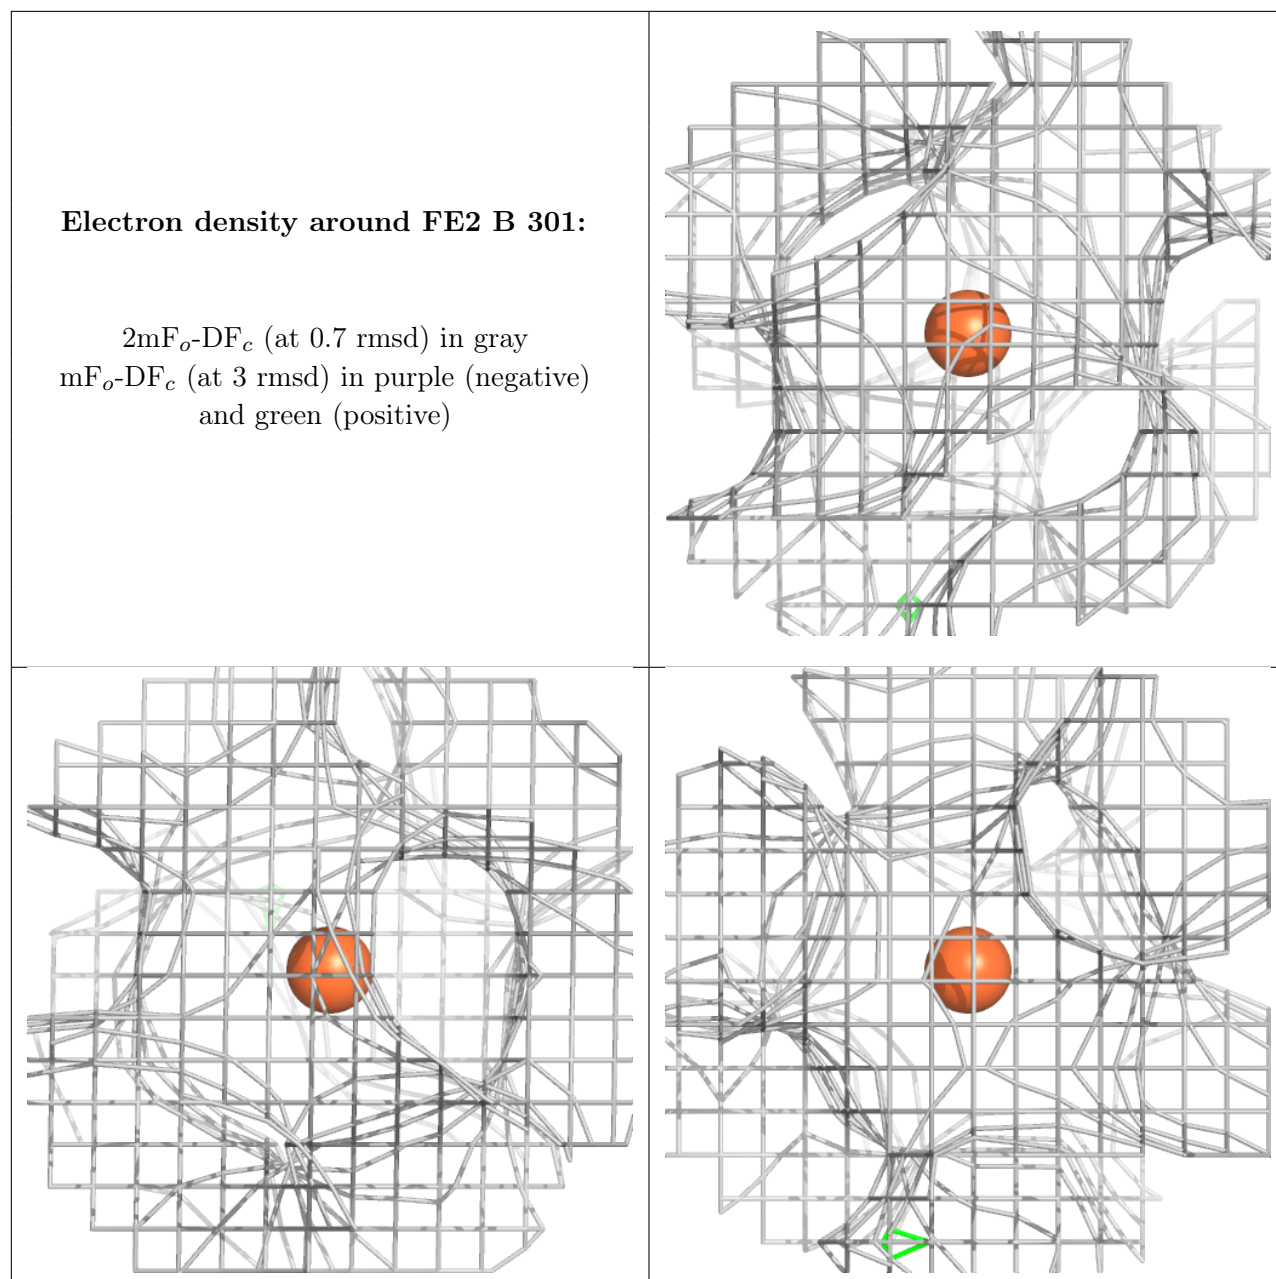 Electron density around FE2 B 301:
2mFo-DFc (at 0.7 rmsd) in gray
mFo-DFc (at 3 rmsd) in purple (negative)
and green (positive)